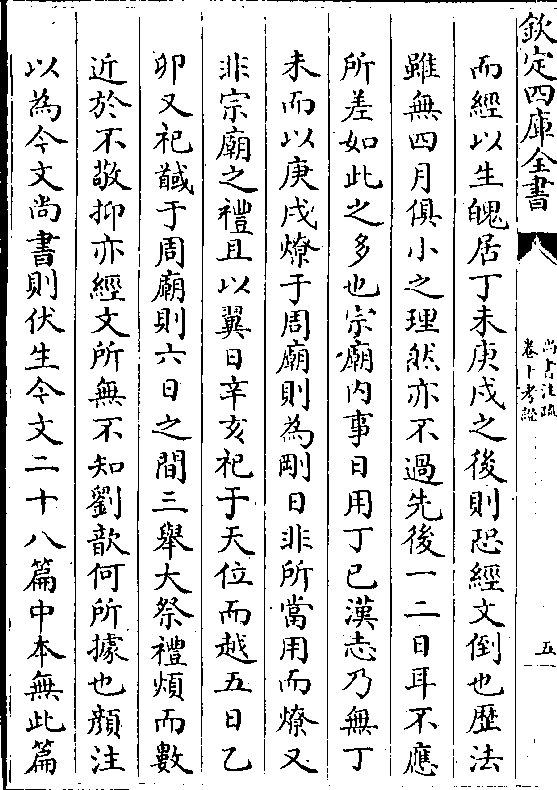 欽定四庫全書
尚書注疏
卷十考證
五
而經以生魄居丁未庚戌之後則恐經文倒也歷法
雖無四月俱小之理然亦不過先後一二日耳不應
所差如此之多也宗廟內事日用丁巳漢志乃無丁
未而以庚戌燎于周廟則為剛日非所當用而燎又
非宗廟之禮且以翼日辛亥祀于天位而越五日乙
卯又祀馘于周廟則六日之間三舉大祭禮煩而數
近於不敬抑亦經文所無不知劉歆何所據也顏注
以為今文尚書則伏生今文二十八篇中本無此篇